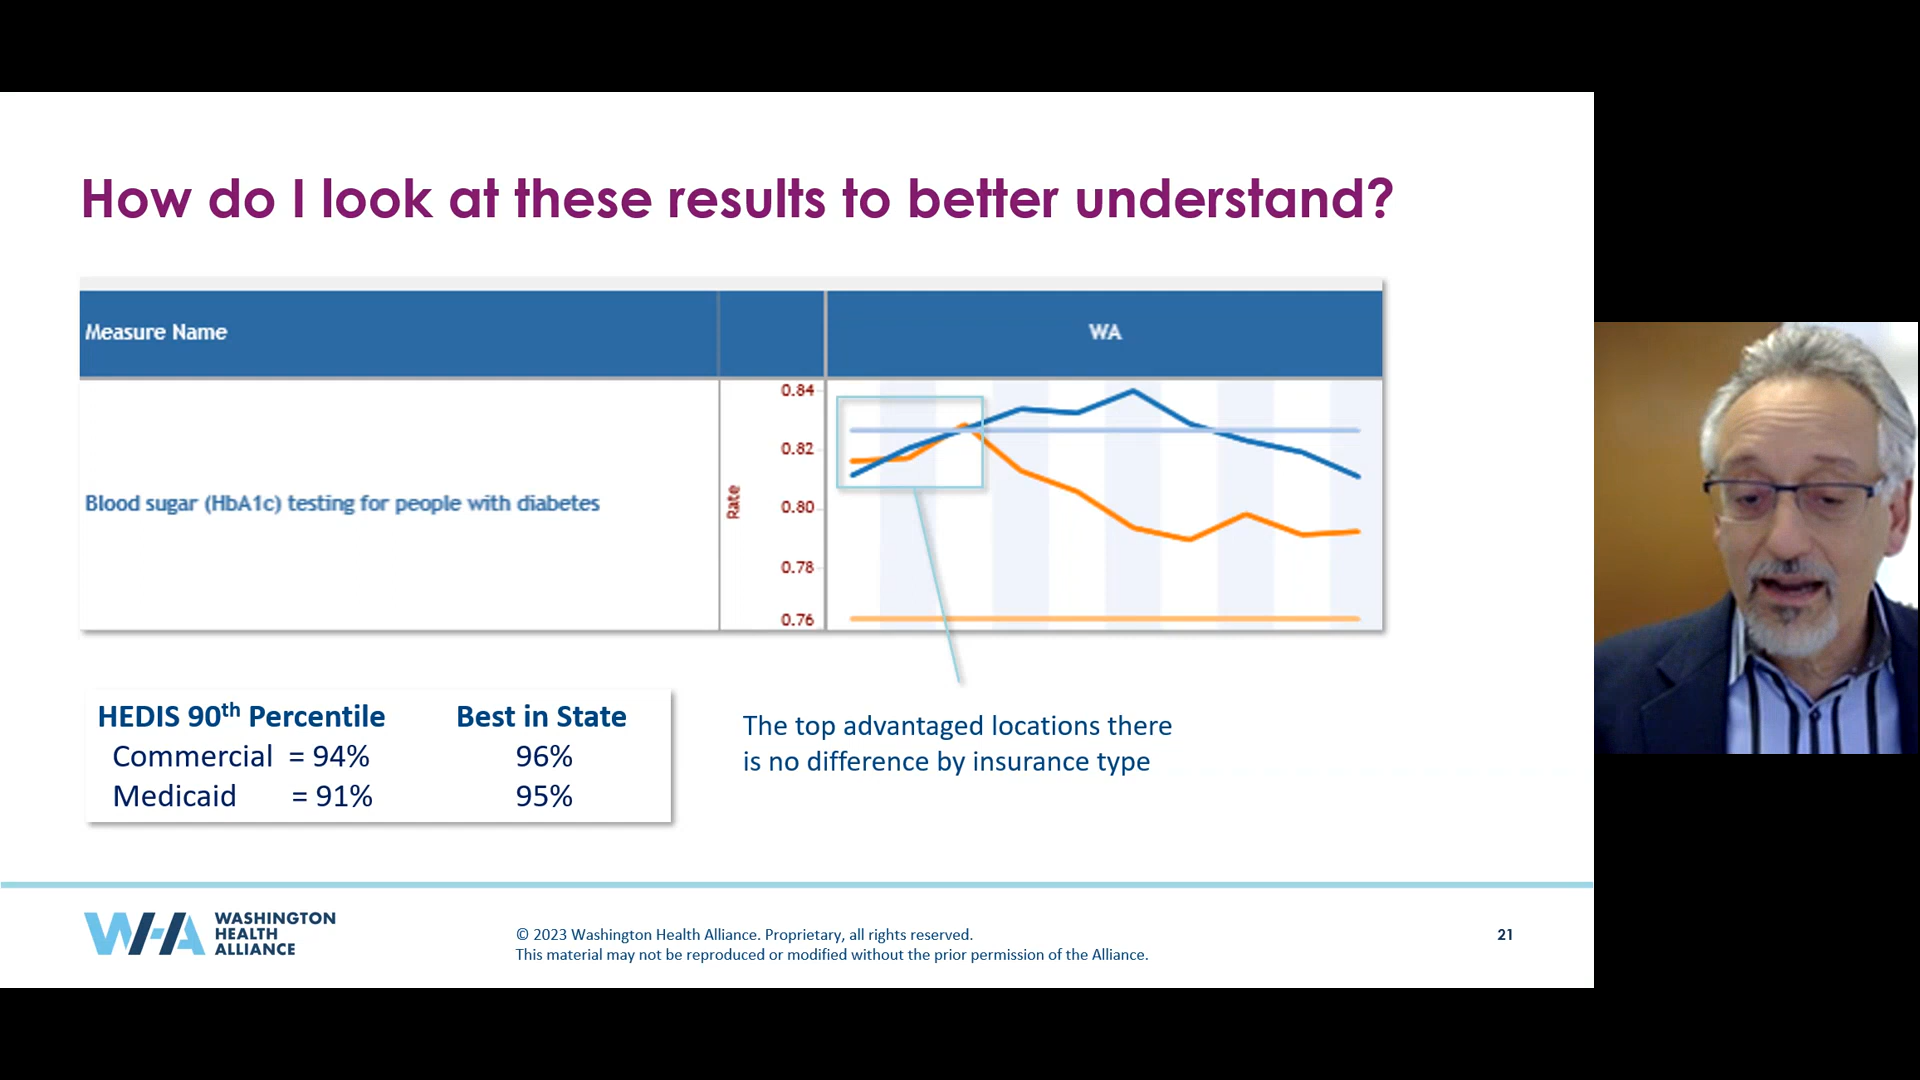 How do I look at these results to better understand?
Measure Name
WA
Blood sugar (HbA1c) testing for people with diabetes
Rate
0.84
0.82
0.80
0.78
0.76
HEDIS 90th Percentile Best in State
Commercial = 94% 96%
Medicaid = 91% 95%
The top advantaged locations there
is no difference by insurance type
WHA
WASHINGTON
HEALTH
ALLIANCE
© 2023 Washington Health Alliance. Proprietary, all rights reserved.
This material may not be reproduced or modified without the prior permission of the Alliance.
21